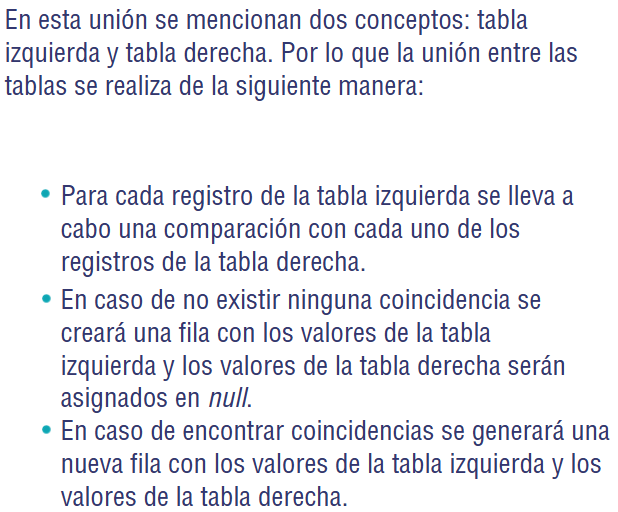 En esta unión se mencionan dos conceptos: tabla
izquierda y tabla derecha. Por lo que la unión entre las
tablas se realiza de la siguiente manera:
• Para cada registro de la tabla izquierda se lleva a
cabo una comparación con cada uno de los
registros de la tabla derecha.
• En caso de no existir ninguna coincidencia se
creará una fila con los valores de la tabla
izquierda y los valores de la tabla derecha serán
asignados en null.
• En caso de encontrar coincidencias se generará una
nueva fila con los valores de la tabla izquierda y los
valores de la tabla derecha.